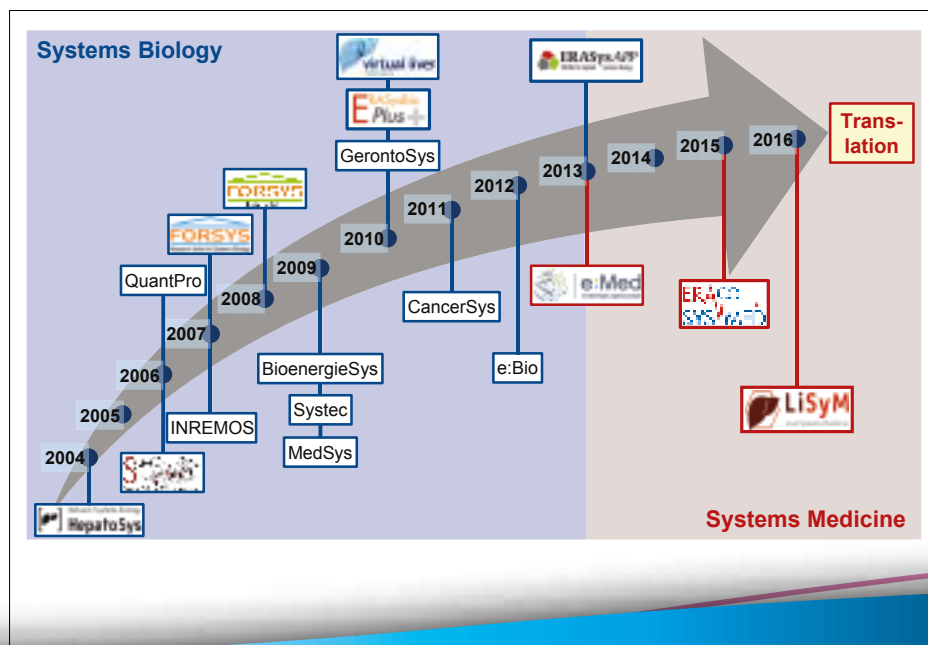 Systems Biology
virtual liver
ERASysAPP
ERASysBio
Plus+
Trans-
lation
GerontoSys
2016
2015
2014
2013
2012
2011
2010
2009
2008
2007
2006
2005
2004
FORSYS
FORSYS
QuantPro
e:Med
CancerSys
BioenergieSys
e:Bio
Systec
INREMOS
MedSys
LiSyM
HepatoSys
Systems Medicine